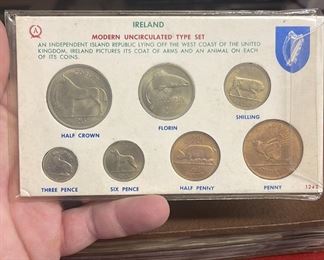 IRELAND
MODERN UNCIRCULATED TYPE SET
AN INDEPENDENT ISLAND REPUBLIC LYING OFF THE WEST COAST OF THE UNITED
KINGDOM, IRELAND PICTURES ITS COAT OF ARMS AND AN ANIMAL ON EACH
OF ITS COINS.
HALF CROWN
FLORIN
SHILLING
THREE PENCE
SIX PENCE
HALF PENNY
PENNY